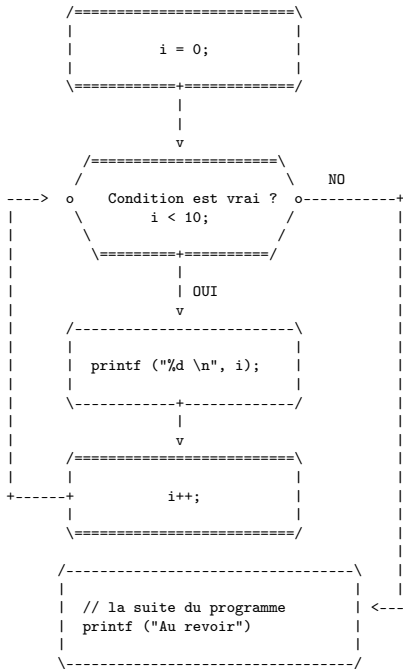 i = 0;
NO
Condition est vrai ?
i < 10;
OUI
printf ("%d \n", i);
i++;
// la suite du programme
printf ("Au revoir")